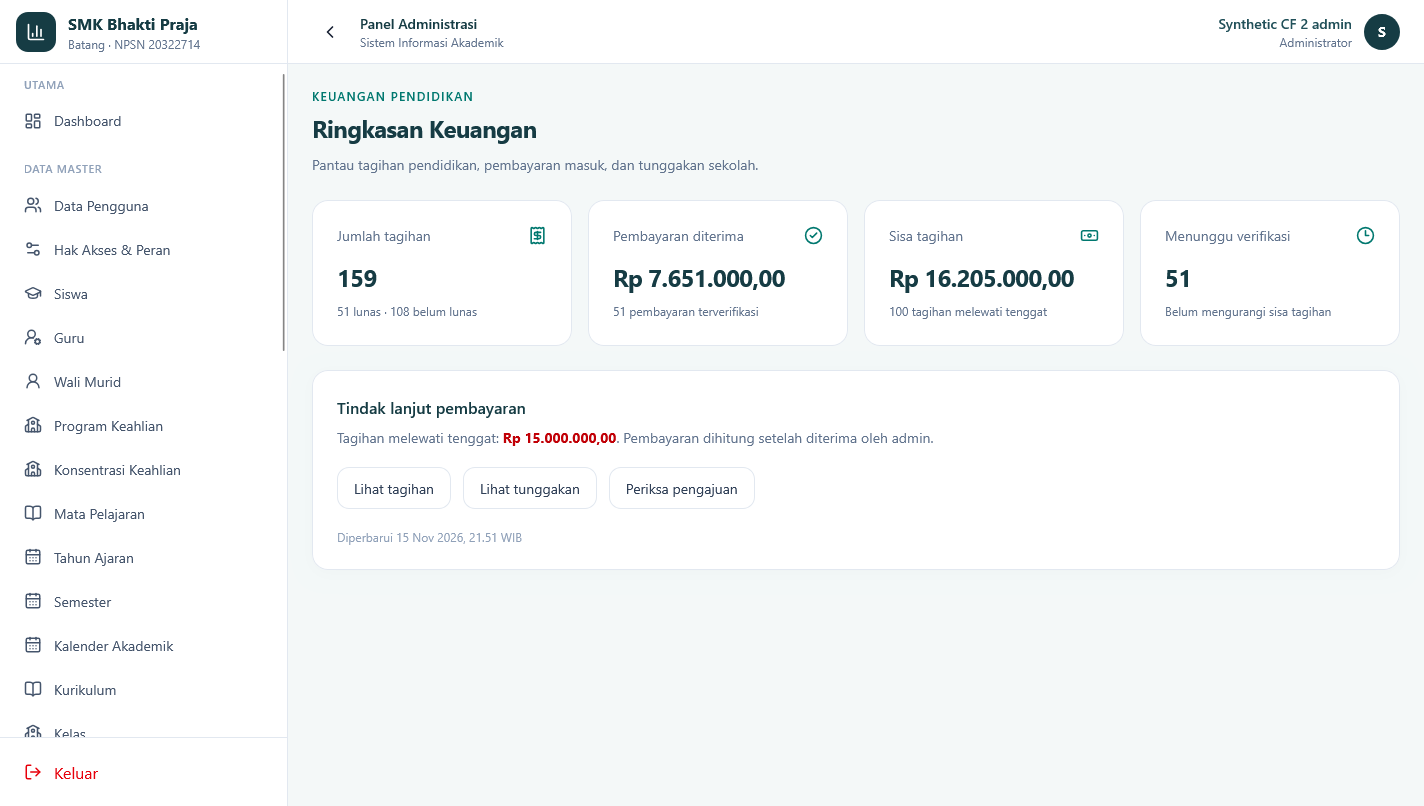 SMK Bhakti Praja
Batang · NPSN 20322714
UTAMA
Dashboard
DATA MASTER
Data Pengguna
Hak Akses & Peran
Siswa
Guru
Wali Murid
Program Keahlian
Konsentrasi Keahlian
Mata Pelajaran
Tahun Ajaran
Semester
Kalender Akademik
Kurikulum
Kelas
Keluar
Panel Administrasi
Sistem Informasi Akademik
Synthetic CF 2 admin
Administrator
S
KEUANGAN PENDIDIKAN
Ringkasan Keuangan
Pantau tagihan pendidikan, pembayaran masuk, dan tunggakan sekolah.
Jumlah tagihan
159
51 lunas · 108 belum lunas
Pembayaran diterima
Rp 7.651.000,00
51 pembayaran terverifikasi
Sisa tagihan
Rp 16.205.000,00
100 tagihan melewati tenggat
Menunggu verifikasi
51
Belum mengurangi sisa tagihan
Tindak lanjut pembayaran
Tagihan melewati tenggat: Rp 15.000.000,00. Pembayaran dihitung setelah diterima oleh admin.
Lihat tagihan
Lihat tunggakan
Periksa pengajuan
Diperbarui 15 Nov 2026, 21.51 WIB